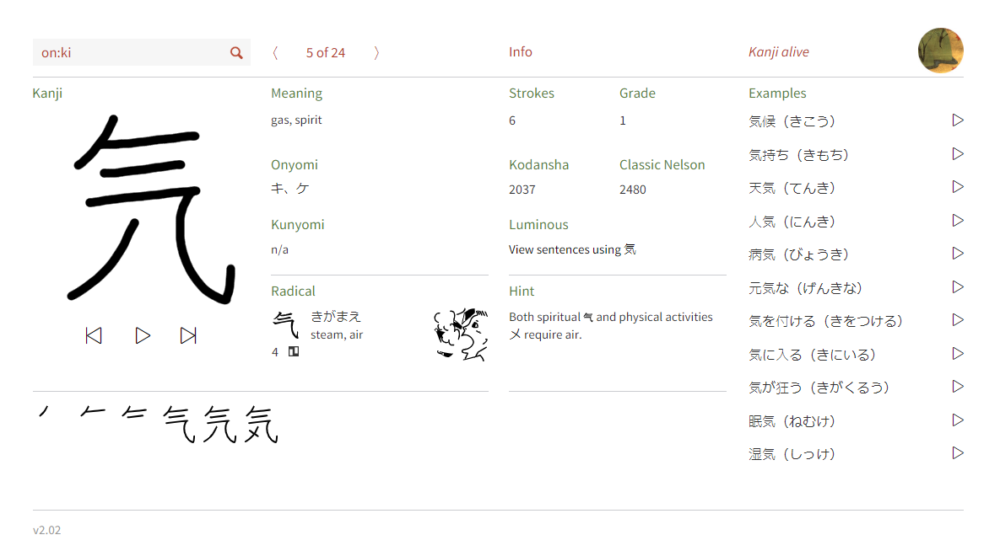 on:ki
5 of 24
Info
Kanji alive
Kanji
Meaning
gas, spirit
Onyomi
キ、ケ
Kunyomi
n/a
Radical
气 きがまえ
steam, air
4
Strokes
6
Grade
1
Kodansha
2037
Classic Nelson
2480
Luminous
View sentences using 気
Hint
Both spiritual 气 and physical activities
メ require air.
Examples
気候（きこう）
気持ち（きもち）
天気（てんき）
人気（にんき）
病気（びょうき）
元気な（げんきな）
気を付ける（きをつける）
気に入る（きにいる）
気が狂う（きがくるう）
眠気（ねむけ）
湿気（しっけ）
v2.02